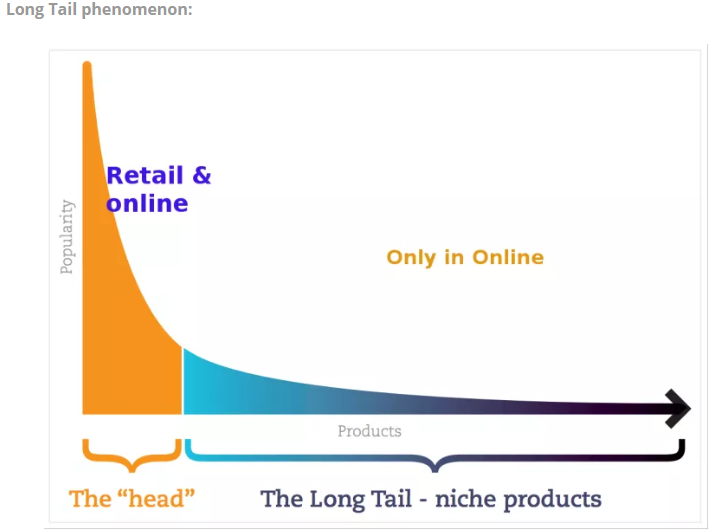 Long Tail phenomenon:
Retail &
online
Popularity
Only in Online
Products
The “head”
The Long Tail - niche products